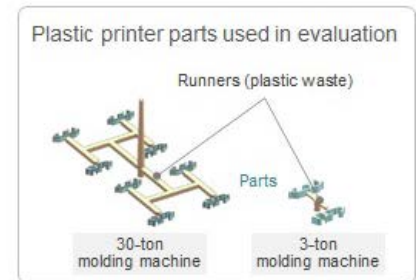 Plastic printer parts used in evaluation
Runners (plastic waste)
Parts
30-ton
molding machine
3-ton
molding machine